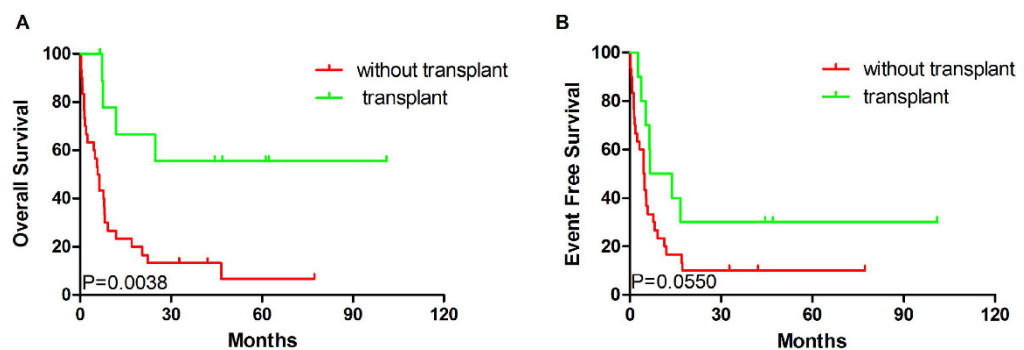 A
100
80
60
40
20
0
Overall Survival
without transplant
transplant
P=0.0038
0 30 60 90 120
Months
B
100
80
60
40
20
0
Event Free Survival
without transplant
transplant
P=0.0550
0 30 60 90 120
Months